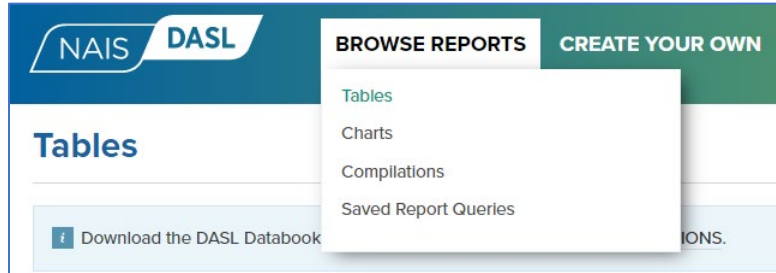 NAIS DASL BROWSE REPORTS CREATE YOUR OWN
Tables
Charts
Compilations
Saved Report Queries
Tables
i Download the DASL Databook IONS.